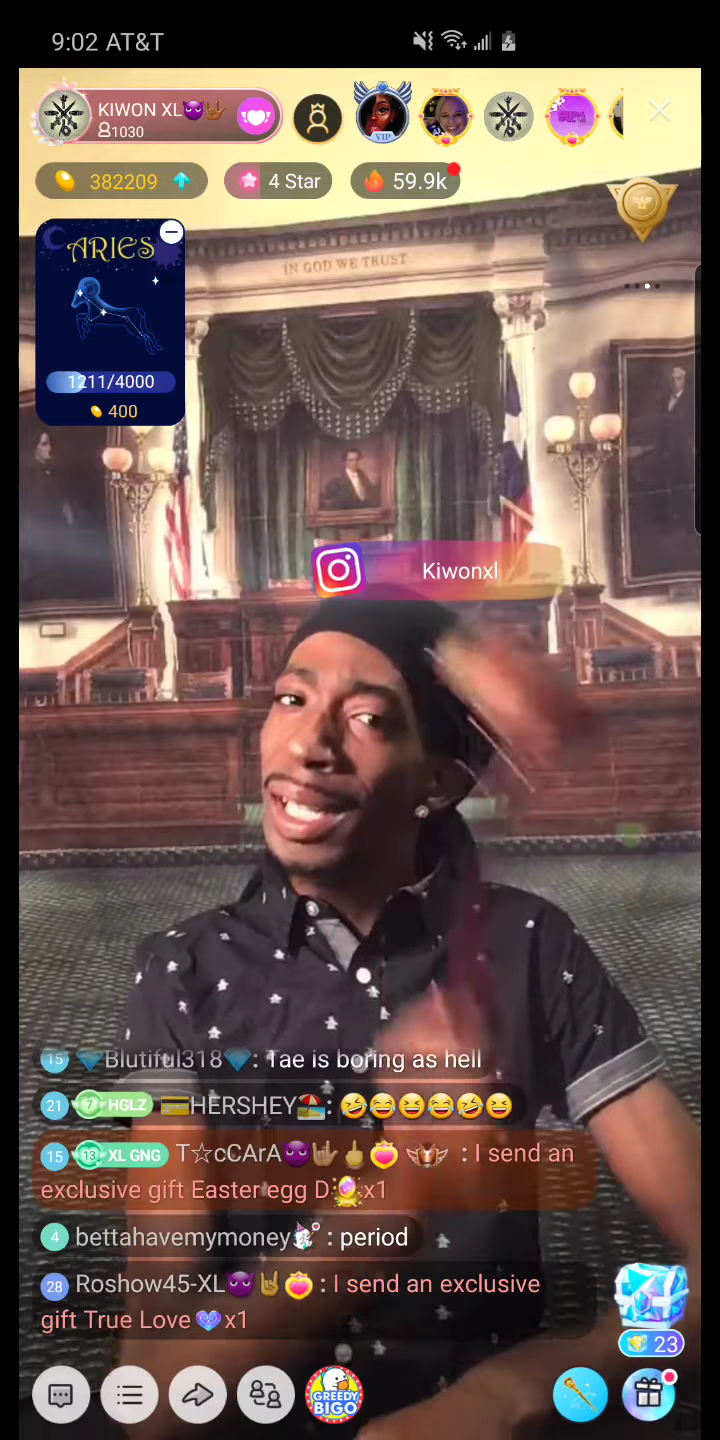 9:02 AT&T
KIWON XL😈🤟🏾
1030
VIP
382209
4 Star
59.9k
ARIES
1211/4000
400
IN GOD WE TRUST
Kiwonxl
15 💎Blutiful318💎: Tae is boring as hell
21 7 HGLZ 💳HERSHEY🏖: 🤣😂😆😂🤣😆
15 13 XL GNG T☆cCArA😈🤟🏾🖕🏾 : I send an
exclusive gift Easter egg D x1
4 bettahavemymoney : period
28 Roshow45-XL😈🤘 : I send an exclusive
gift True Love x1
23
GREEDY
BIGO